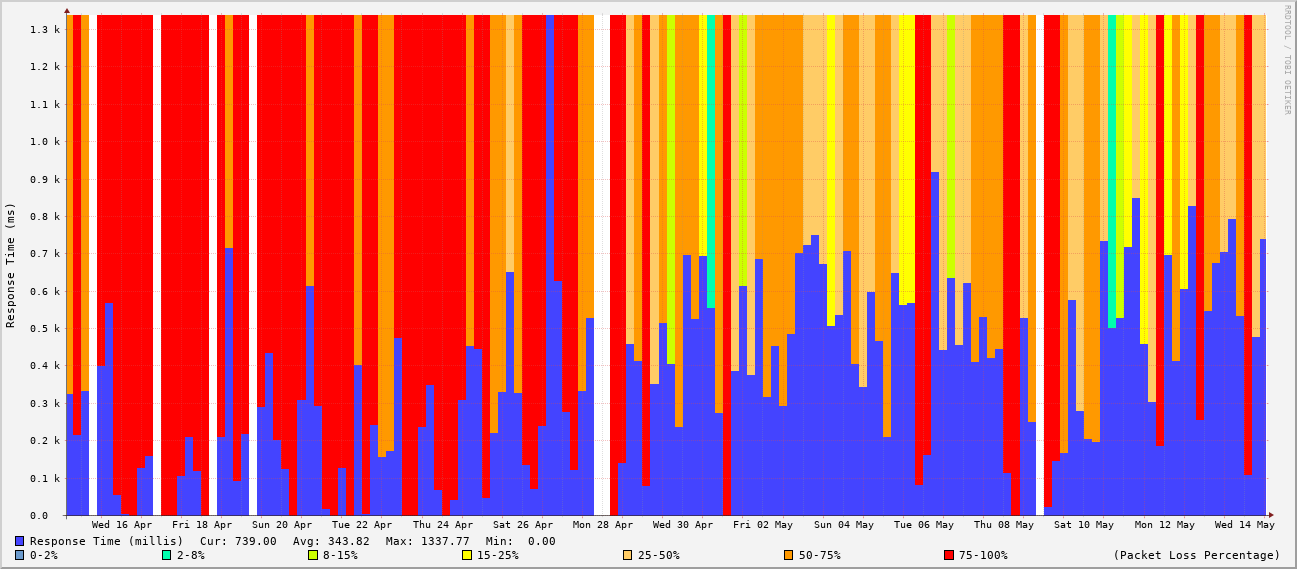 RRDTOOL / TOBI OETIKER
Response Time (ms)
1.3 k
1.2 k
1.1 k
1.0 k
0.9 k
0.8 k
0.7 k
0.6 k
0.5 k
0.4 k
0.3 k
0.2 k
0.1 k
0.0
Wed 16 Apr Fri 18 Apr Sun 20 Apr Tue 22 Apr Thu 24 Apr Sat 26 Apr Mon 28 Apr Wed 30 Apr Fri 02 May Sun 04 May Tue 06 May Thu 08 May Sat 10 May Mon 12 May Wed 14 May
Response Time (millis) Cur: 739.00 Avg: 343.82 Max: 1337.77 Min: 0.00
0-2% 2-8% 8-15% 15-25% 25-50% 50-75% 75-100% (Packet Loss Percentage)